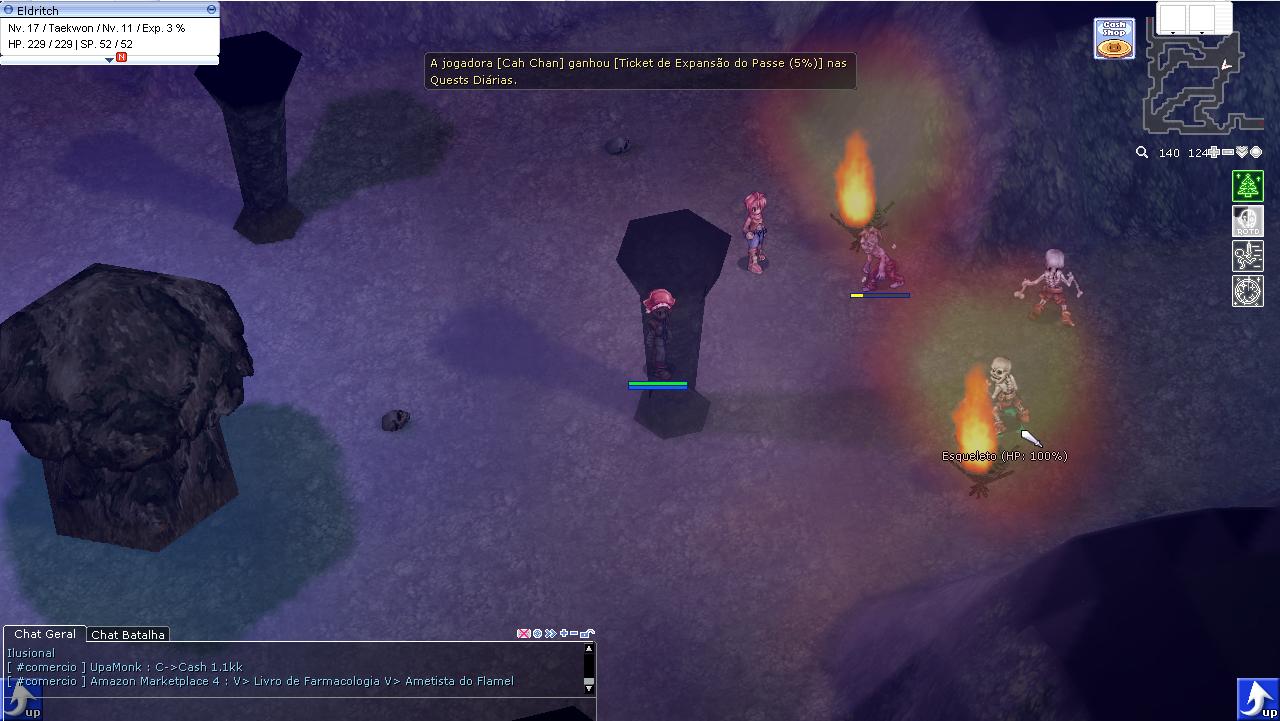 Eldritch
Nv. 17 / Taekwon / Nv. 11 / Exp. 3 %
HP. 229 / 229 | SP. 52 / 52
N
A jogadora [Cah Chan] ganhou [Ticket de Expansão do Passe (5%)] nas
Quests Diárias.
Cash
Shop
140 124
ROTD
Esqueleto (HP: 100%)
Chat Geral
Chat Batalha
Ilusional
[ #comercio ] UpaMonk : C->Cash 1.1kk
[ #comercio ] Amazon Marketplace 4 : V> Livro de Farmacologia V> Ametista do Flamel
up
up